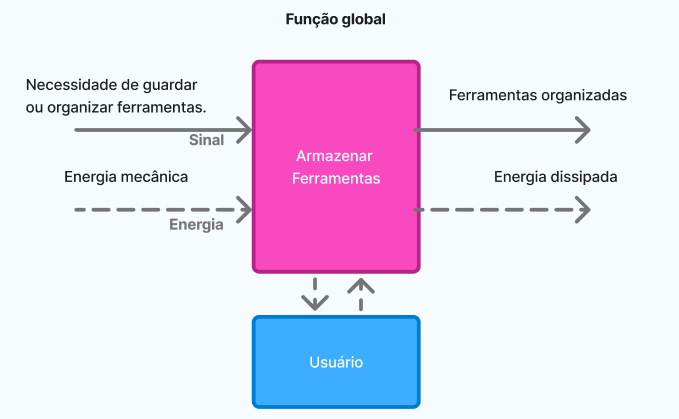 Função global
Necessidade de guardar
ou organizar ferramentas.
Sinal
Energia mecânica
Energia
Armazenar
Ferramentas
Ferramentas organizadas
Energia dissipada
Usuário